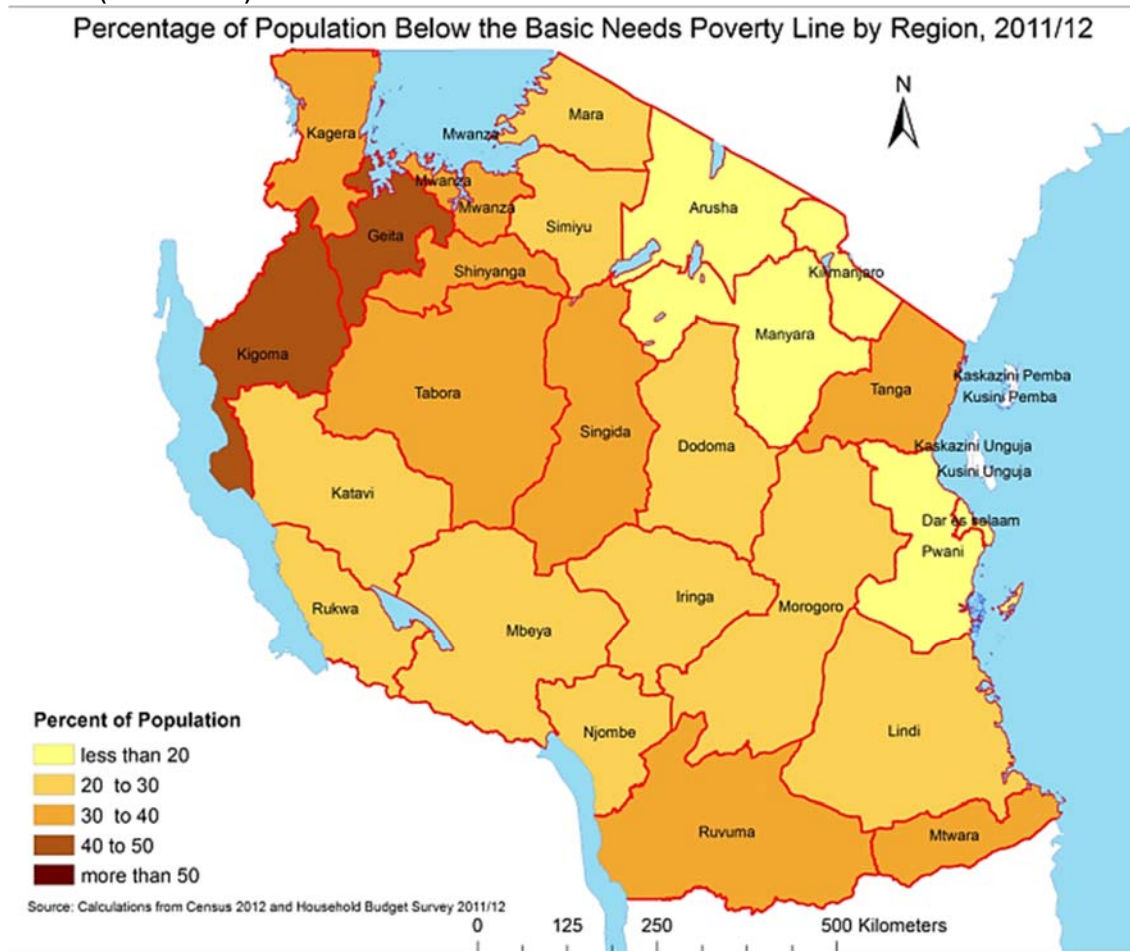 Percentage of Population Below the Basic Needs Poverty Line by Region, 2011/12
N
Mara
Kagera
Mwanza
Mwanza
Mwanza
Arusha
Simiyu
Geita
Shinyanga
Kilimanjaro
Manyara
Kigoma
Kaskazini Pemba
Tanga
Kusini Pemba
Tabora
Singida
Dodoma
Kaskazini Unguja
Kusini Unguja
Katavi
Dar es salaam
Pwani
Iringa
Rukwa
Morogoro
Mbeya
Njombe
Lindi
Ruvuma
Mtwara
Percent of Population
less than 20
20 to 30
30 to 40
40 to 50
more than 50
Source: Calculations from Census 2012 and Household Budget Survey 2011/12
0 125 250 500 Kilometers